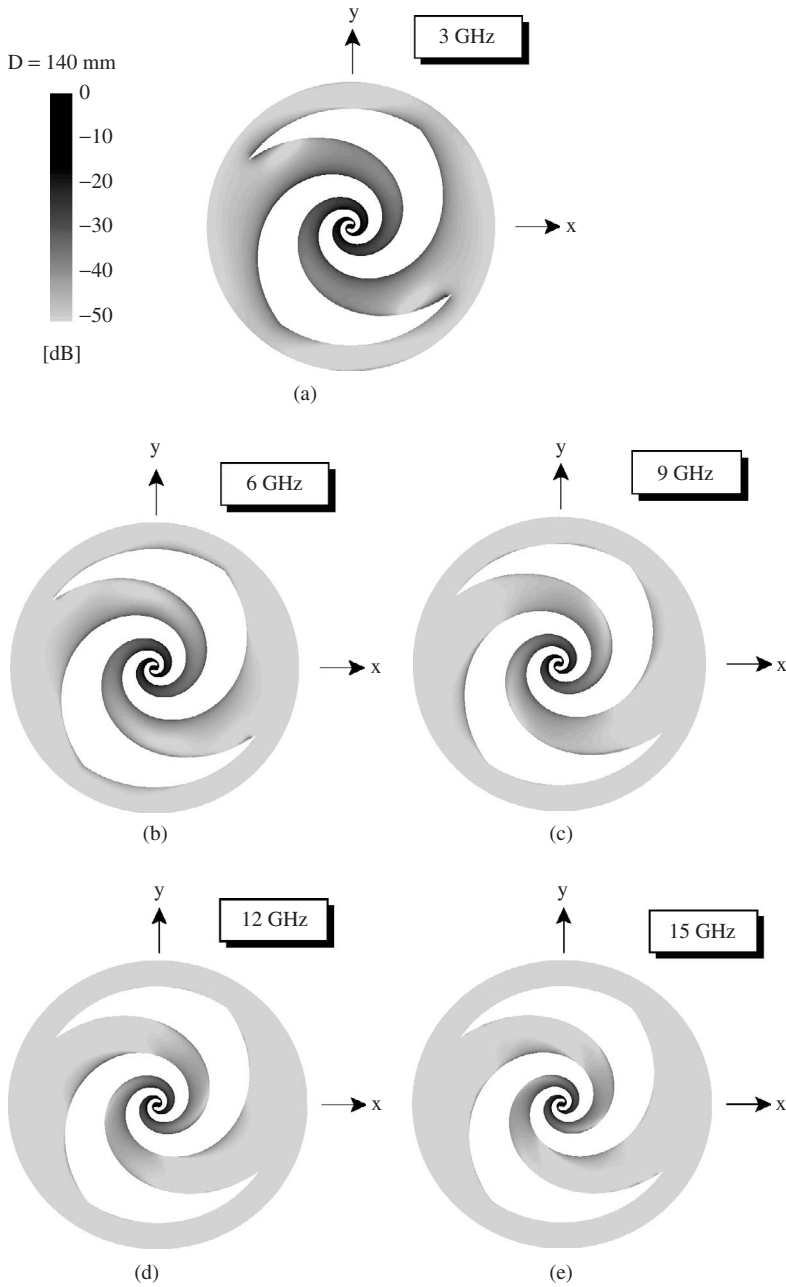 y
3 GHz
D = 140 mm
0
−10
−20
−30
−40
−50
[dB]
x
(a)
y
6 GHz
x
(b)
y
9 GHz
x
(c)
y
12 GHz
x
(d)
y
15 GHz
x
(e)